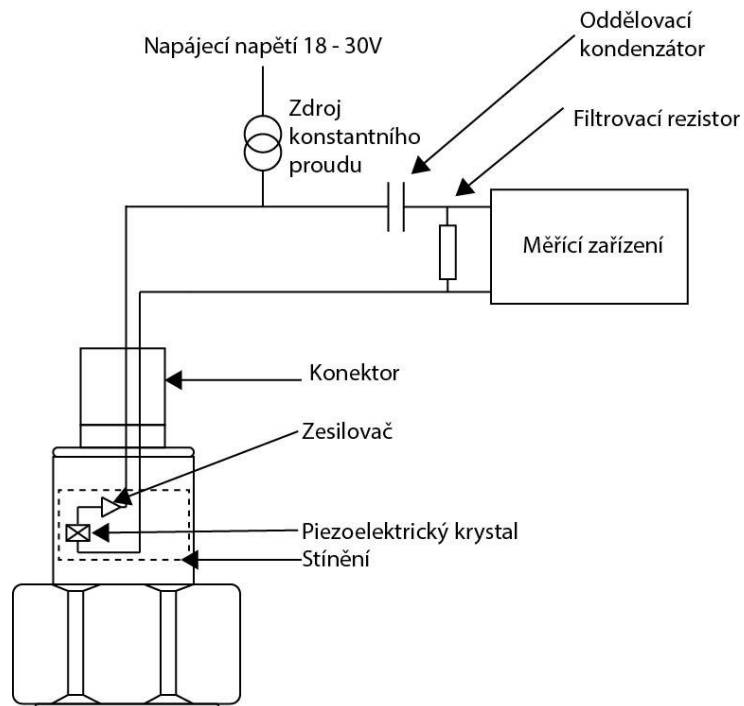 Oddělovací
kondenzátor
Napájecí napětí 18 - 30V
Zdroj
konstantního
proudu
Filtrovací rezistor
Měřící zařízení
Konektor
Zesilovač
Piezoelektrický krystal
Stínění